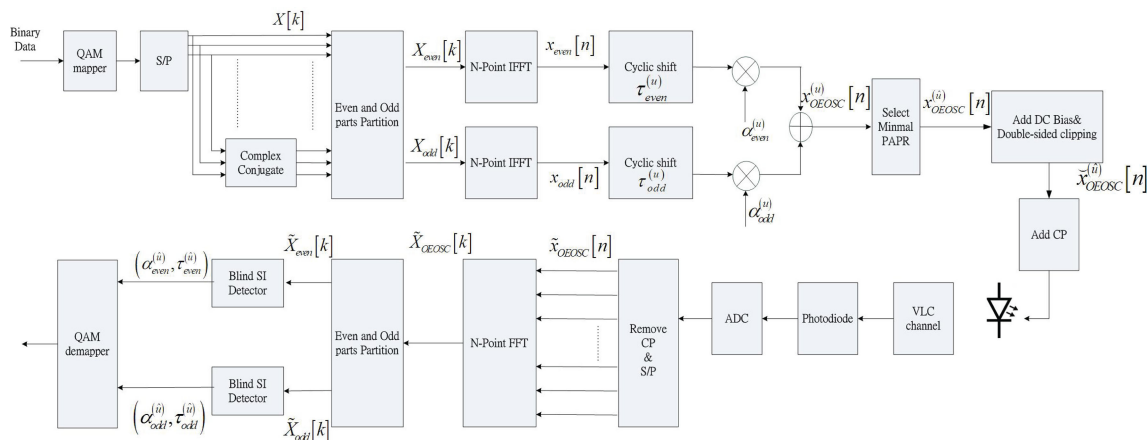 Binary
Data
QAM
mapper
S/P
X[k]
Complex
Conjugate
Even and Odd
parts Partition
X_even[k]
N-Point IFFT
x_even[n]
Cyclic shift
τ_even^(u)
α_even^(u)
X_odd[k]
N-Point IFFT
x_odd[n]
Cyclic shift
τ_odd^(u)
α_odd^(u)
x_OEOSC^(u)[n]
Select
Minmal
PAPR
x_OEOSC^(û)[n]
Add DC Bias&
Double-sided clipping
x̆_OEOSC^(û)[n]
Add CP
VLC
channel
Photodiode
ADC
Remove
CP
&
S/P
x̃_OEOSC[n]
N-Point FFT
X̃_OEOSC[k]
Even and Odd
parts Partition
X̃_even[k]
Blind SI
Detector
(α_even^(û), τ_even^(û))
X̃_odd[k]
Blind SI
Detector
(α_odd^(û), τ_odd^(û))
QAM
demapper